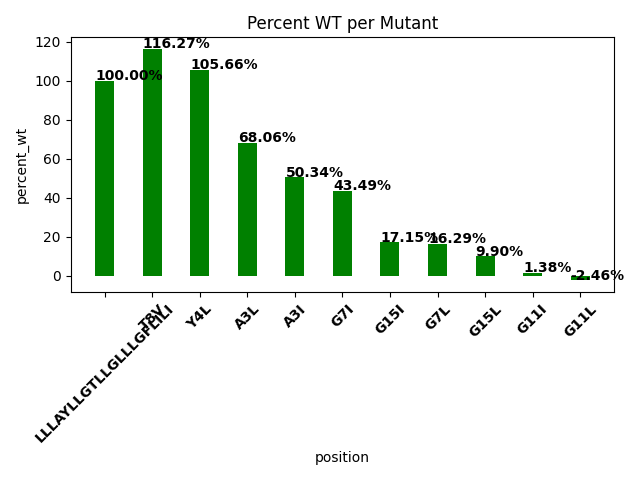 Percent WT per Mutant
percent_wt
120
100
80
60
40
20
0
100.00%
116.27%
105.66%
68.06%
50.34%
43.49%
17.15%
16.29%
9.90%
1.38%
-2.46%
T8V
Y4L
A3L
A3I
G7I
G15I
G7L
G15L
G11I
G11L
position